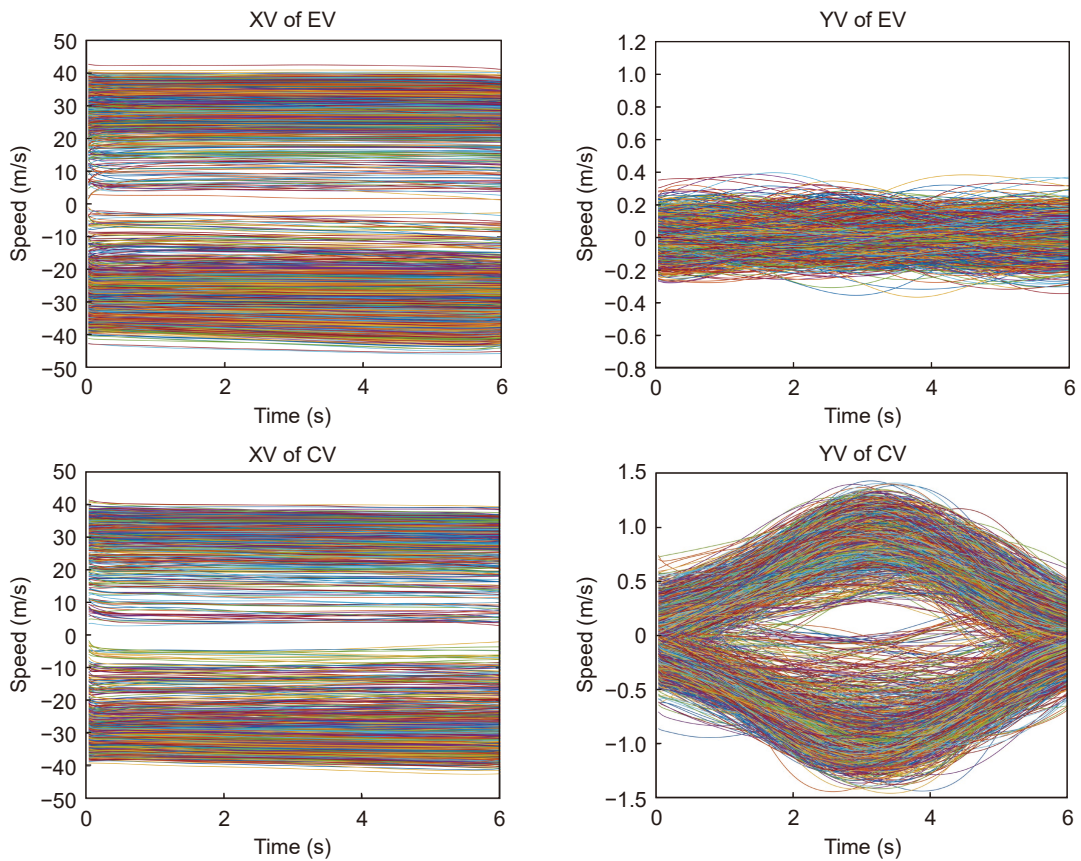 XV of EV
50
40
30
20
10
0
−10
−20
−30
−40
−50
Speed (m/s)
0 2 4 6
Time (s)
YV of EV
1.2
1.0
0.8
0.6
0.4
0.2
0
−0.2
−0.4
−0.6
−0.8
Speed (m/s)
0 2 4 6
Time (s)
XV of CV
50
40
30
20
10
0
−10
−20
−30
−40
−50
Speed (m/s)
0 2 4 6
Time (s)
YV of CV
1.5
1.0
0.5
0
−0.5
−1.0
−1.5
Speed (m/s)
0 2 4 6
Time (s)